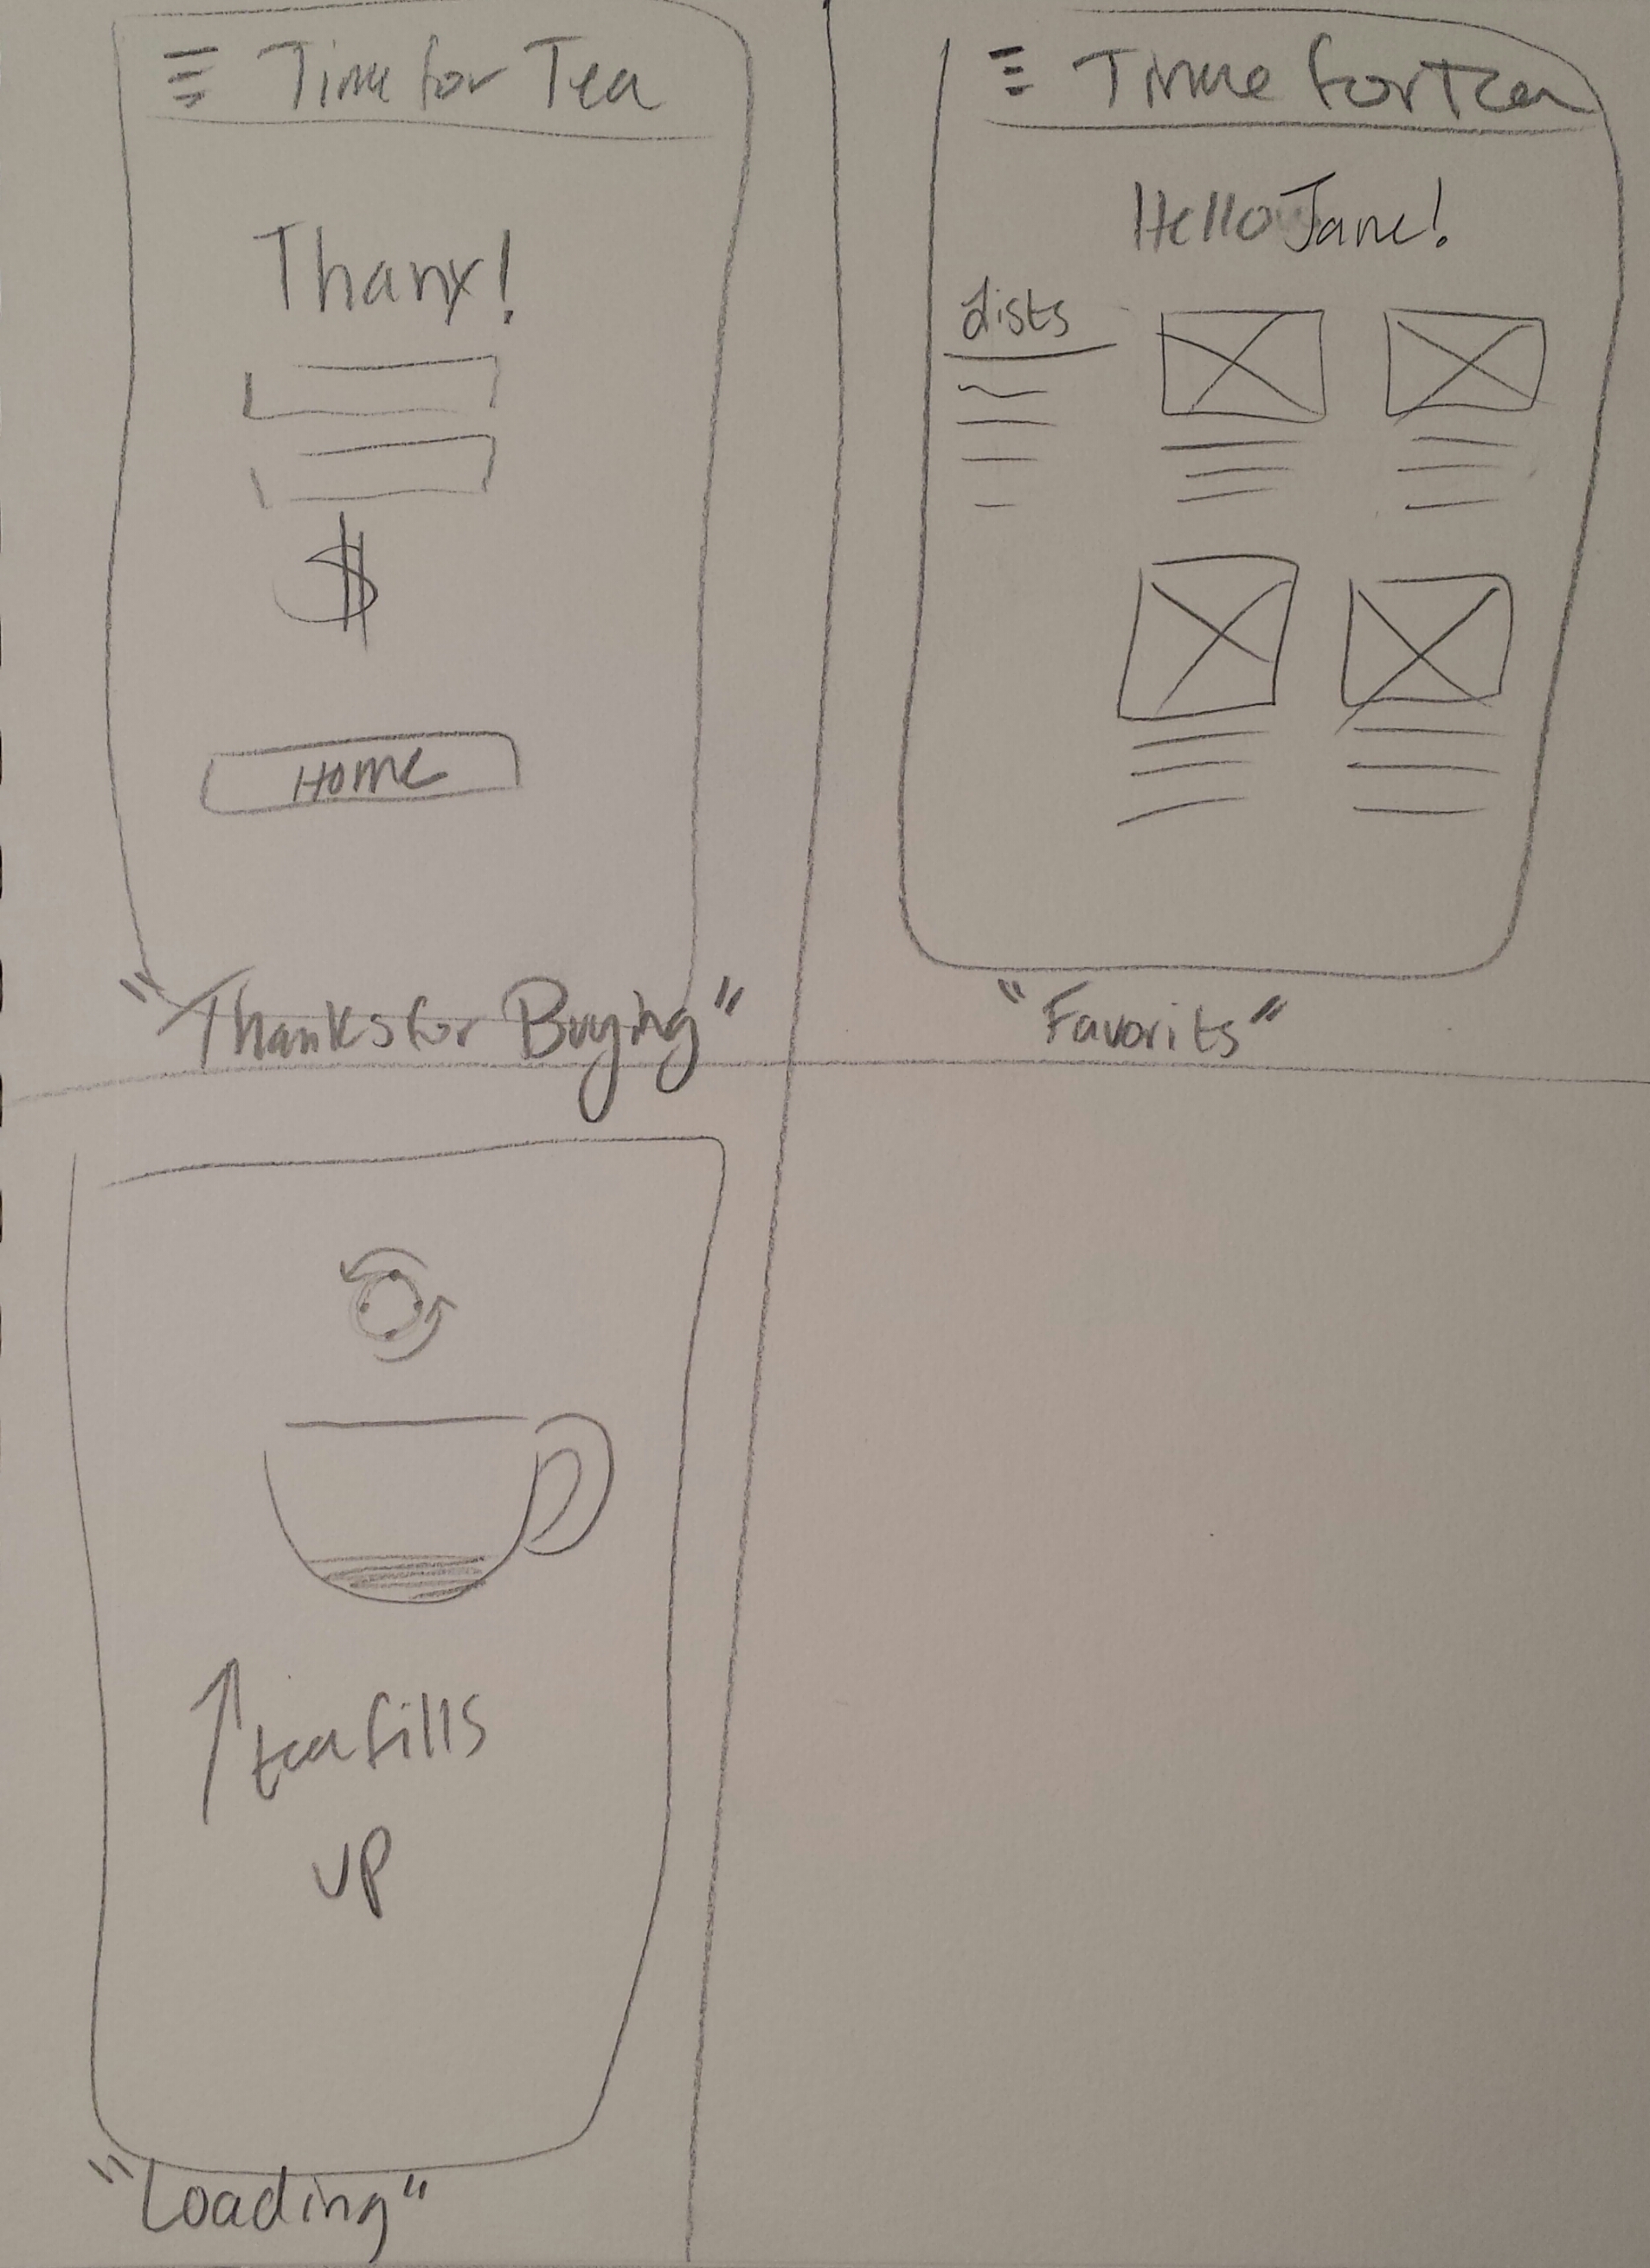 Time for Tea
Thanx!
$
HOME
"Thanks for Buying"
Time for Tea
Hello Jane!
Lists
"Favorits"
tea fills
UP
"Loading"